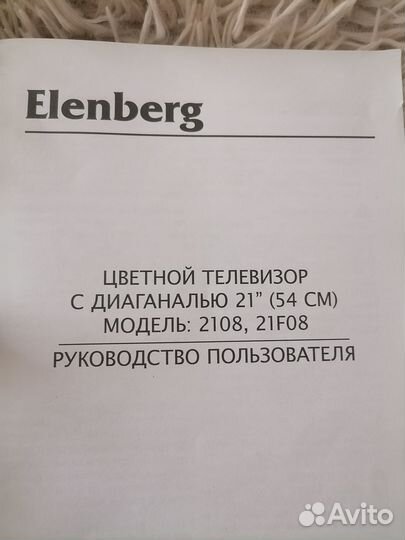 Elenberg
ЦВЕТНОЙ ТЕЛЕВИЗОР
С ДИАГАНАЛЬЮ 21” (54 СМ)
МОДЕЛЬ: 2108, 21F08
РУКОВОДСТВО ПОЛЬЗОВАТЕЛЯ
Avito